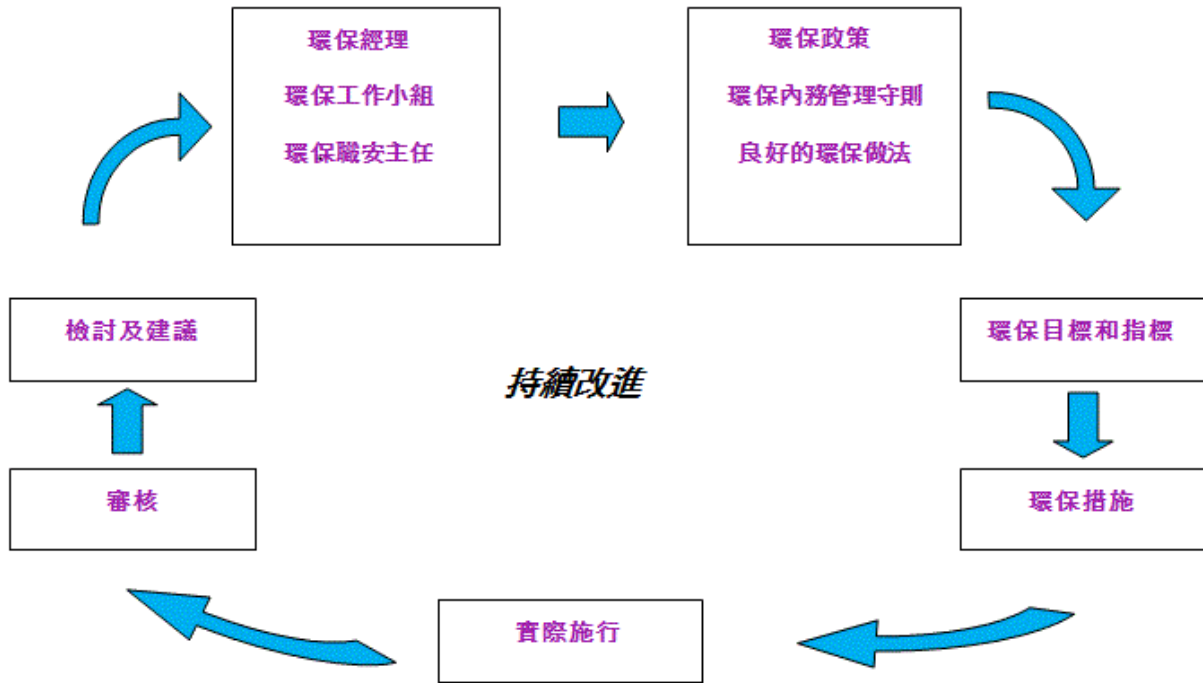 環保經理
環保工作小組
環保職安主任
環保政策
環保內務管理守則
良好的環保做法
環保目標和指標
環保措施
實際施行
審核
檢討及建議
持續改進